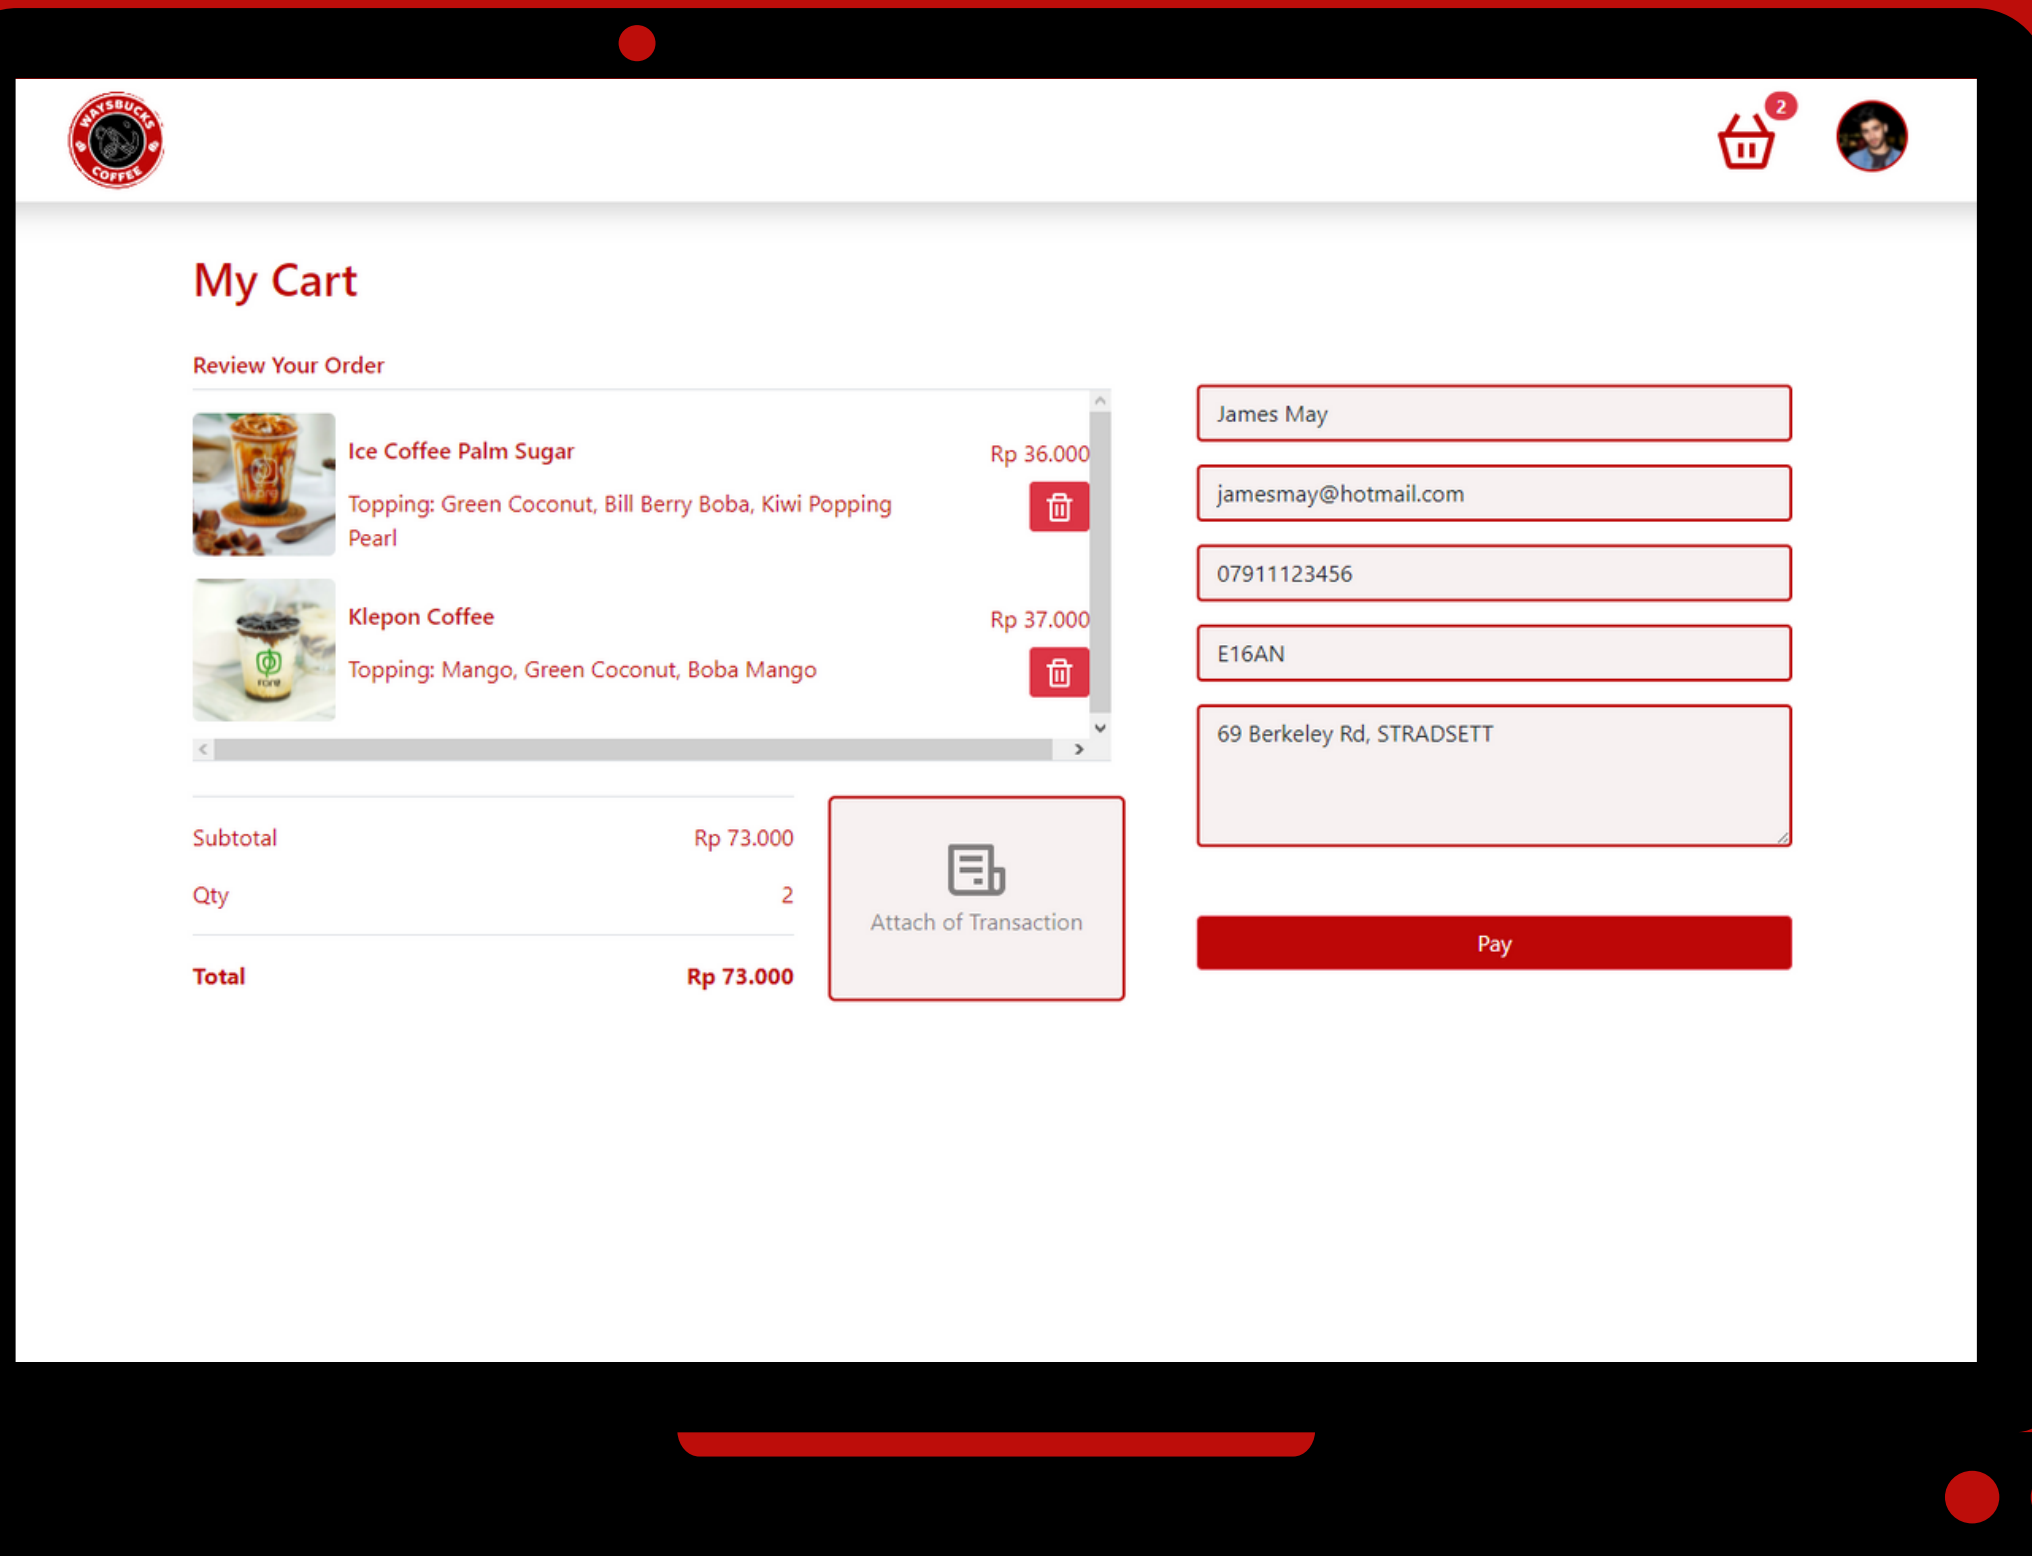 WAYSBUCKS
COFFEE
2
My Cart
Review Your Order
Ice Coffee Palm Sugar
Rp 36.000
Topping: Green Coconut, Bill Berry Boba, Kiwi Popping
Pearl
Klepon Coffee
Rp 37.000
Topping: Mango, Green Coconut, Boba Mango
Subtotal
Rp 73.000
Qty
2
Total
Rp 73.000
Attach of Transaction
James May
jamesmay@hotmail.com
07911123456
E16AN
69 Berkeley Rd, STRADSETT
Pay